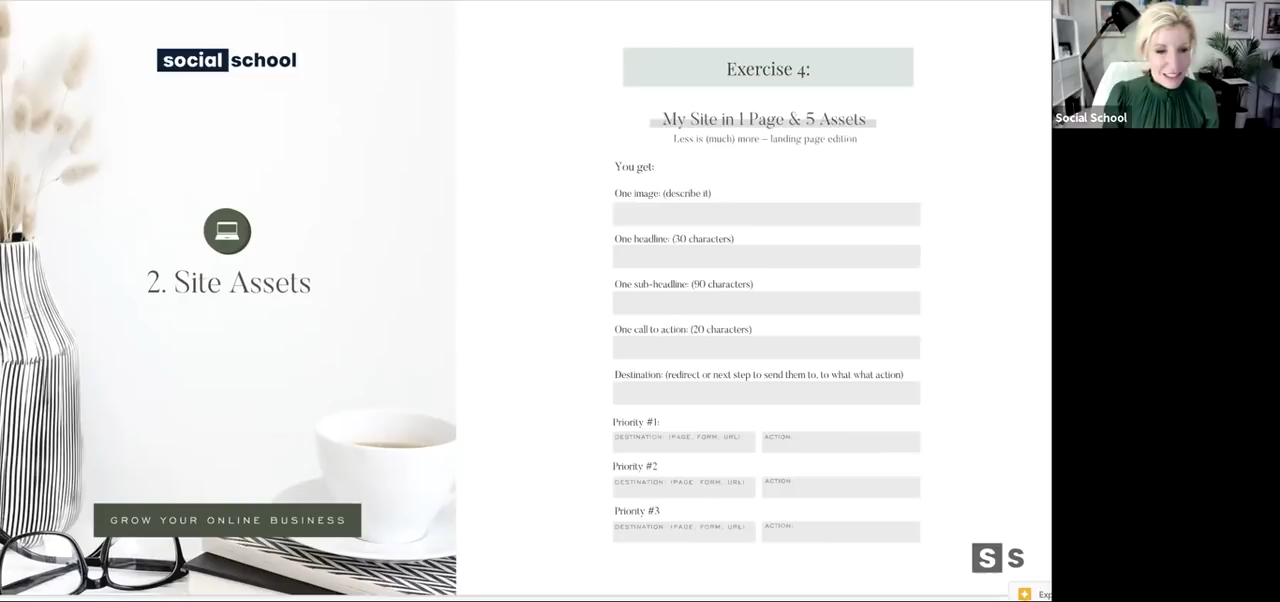 social school
2. Site Assets
GROW YOUR ONLINE BUSINESS
Exercise 4:
My Site in 1 Page & 5 Assets
Less is (much) more – landing page edition
You get:
One image: (describe it)
One headline: (30 characters)
One sub-headline: (90 characters)
One call to action: (20 characters)
Destination: (redirect or next step to send them to, to what what action)
Priority #1:
DESTINATION: (PAGE, FORM, URL) ACTION:
Priority #2
DESTINATION: (PAGE, FORM, URL) ACTION:
Priority #3
DESTINATION: (PAGE, FORM, URL) ACTION:
S S
Social School